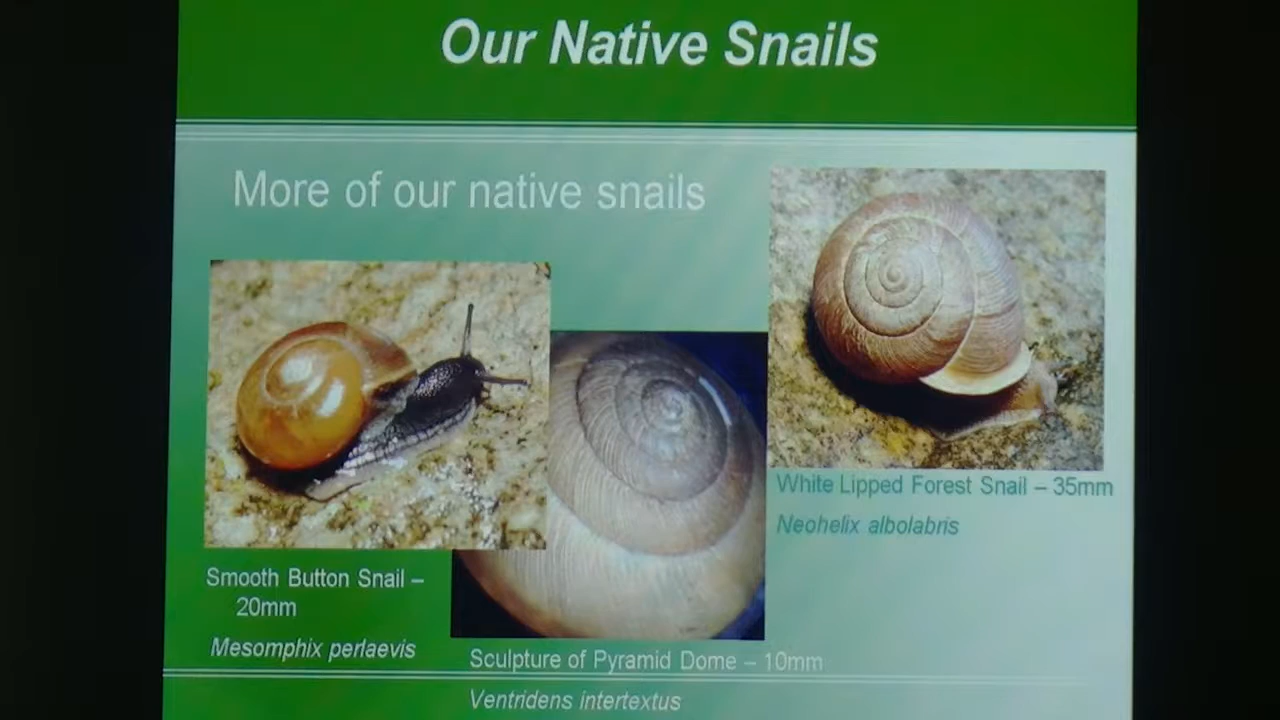 Our Native Snails
More of our native snails
White Lipped Forest Snail – 35mm
Neohelix albolabris
Smooth Button Snail –
20mm
Mesomphix perlaevis
Sculpture of Pyramid Dome – 10mm
Ventridens intertextus